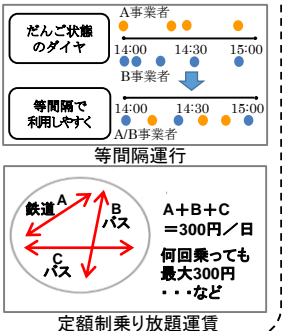 A事業者
だんご状態
のダイヤ
14:00 14:30 15:00
B事業者
等間隔で
利用しやすく
14:00 14:30 15:00
A/B事業者
等間隔運行
鉄道
A
B
バス
C
バス
A+B+C
=300円/日
何回乗っても
最大300円
・・・など
定額制乗り放題運賃